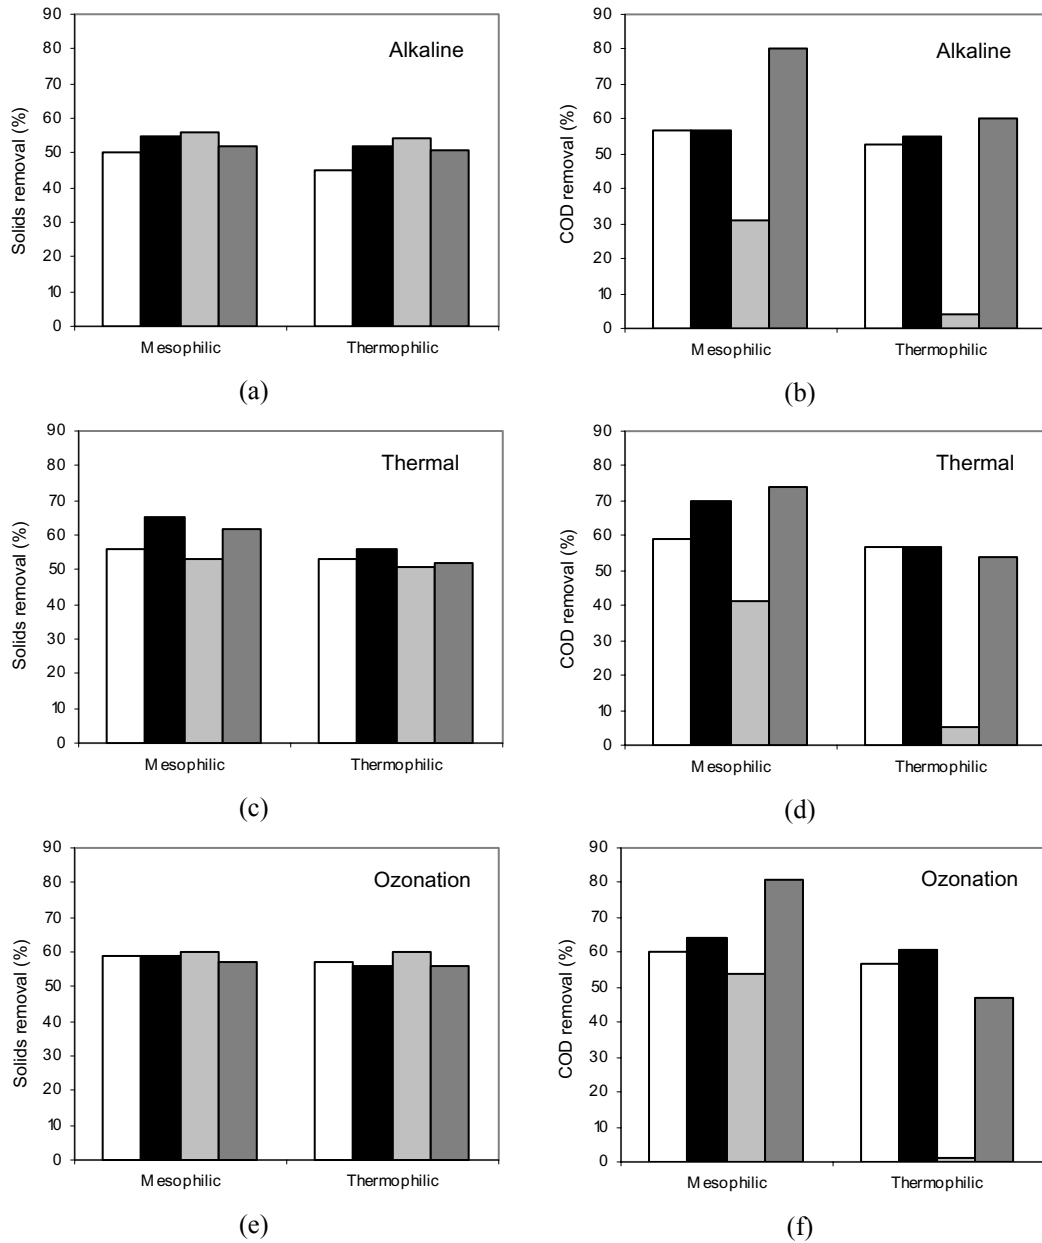 90
80
70
60
50
40
30
20
10
0
Solids removal (%)
Alkaline
Mesophilic
Thermophilic
(a)
90
80
70
60
50
40
30
20
10
0
COD removal (%)
Alkaline
Mesophilic
Thermophilic
(b)
90
80
70
60
50
40
30
20
10
0
Solids removal (%)
Thermal
Mesophilic
Thermophilic
(c)
90
80
70
60
50
40
30
20
10
0
COD removal (%)
Thermal
Mesophilic
Thermophilic
(d)
90
80
70
60
50
40
30
20
10
0
Solids removal (%)
Ozonation
Mesophilic
Thermophilic
(e)
90
80
70
60
50
40
30
20
10
0
COD removal (%)
Ozonation
Mesophilic
Thermophilic
(f)